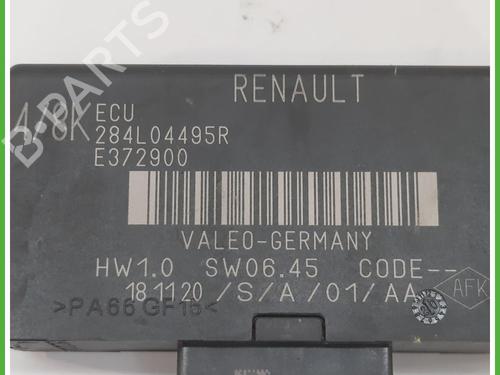 B-PARTS
RENAULT
4/8K
ECU
284L04495R
E372900
VALEO-GERMANY
HW1.0 SW06.45 CODE--
18 11 20 /S/A/01/AA
AFK
>PA66 GF15<